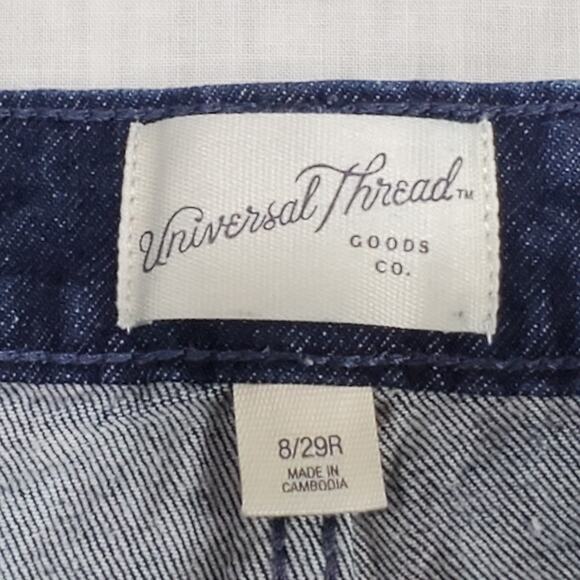 Universal Thread™
GOODS
CO.
8/29R
MADE IN
CAMBODIA